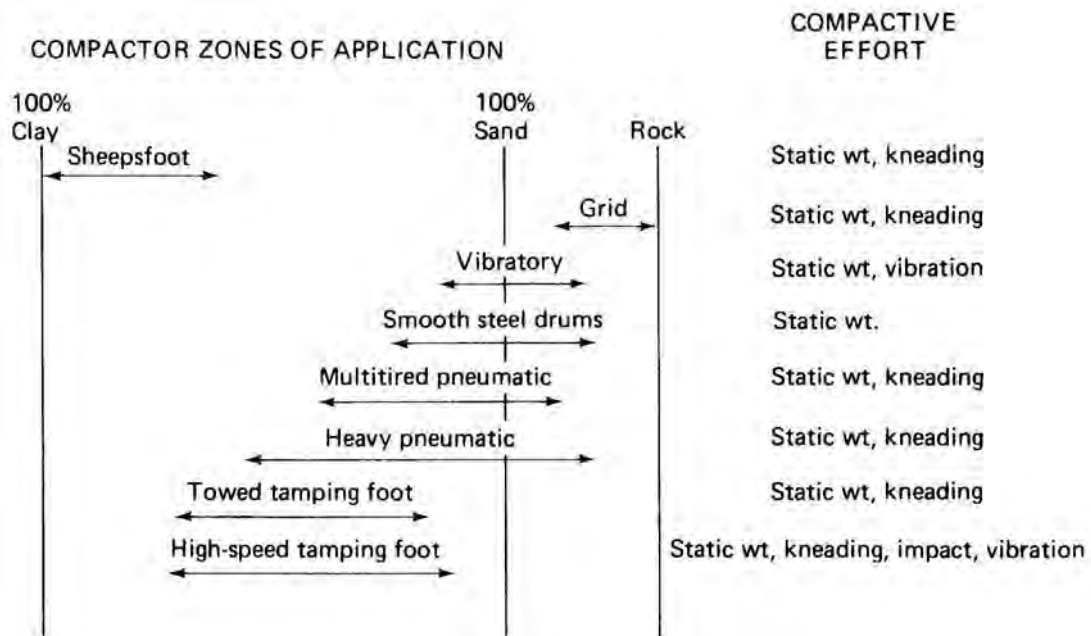 COMPACTOR ZONES OF APPLICATION
COMPACTIVE
EFFORT
100%
Clay
100%
Sand
Rock
Sheepsfoot
Static wt, kneading
Grid
Static wt, kneading
Vibratory
Static wt, vibration
Smooth steel drums
Static wt.
Multitired pneumatic
Static wt, kneading
Heavy pneumatic
Static wt, kneading
Towed tamping foot
Static wt, kneading
High-speed tamping foot
Static wt, kneading, impact, vibration